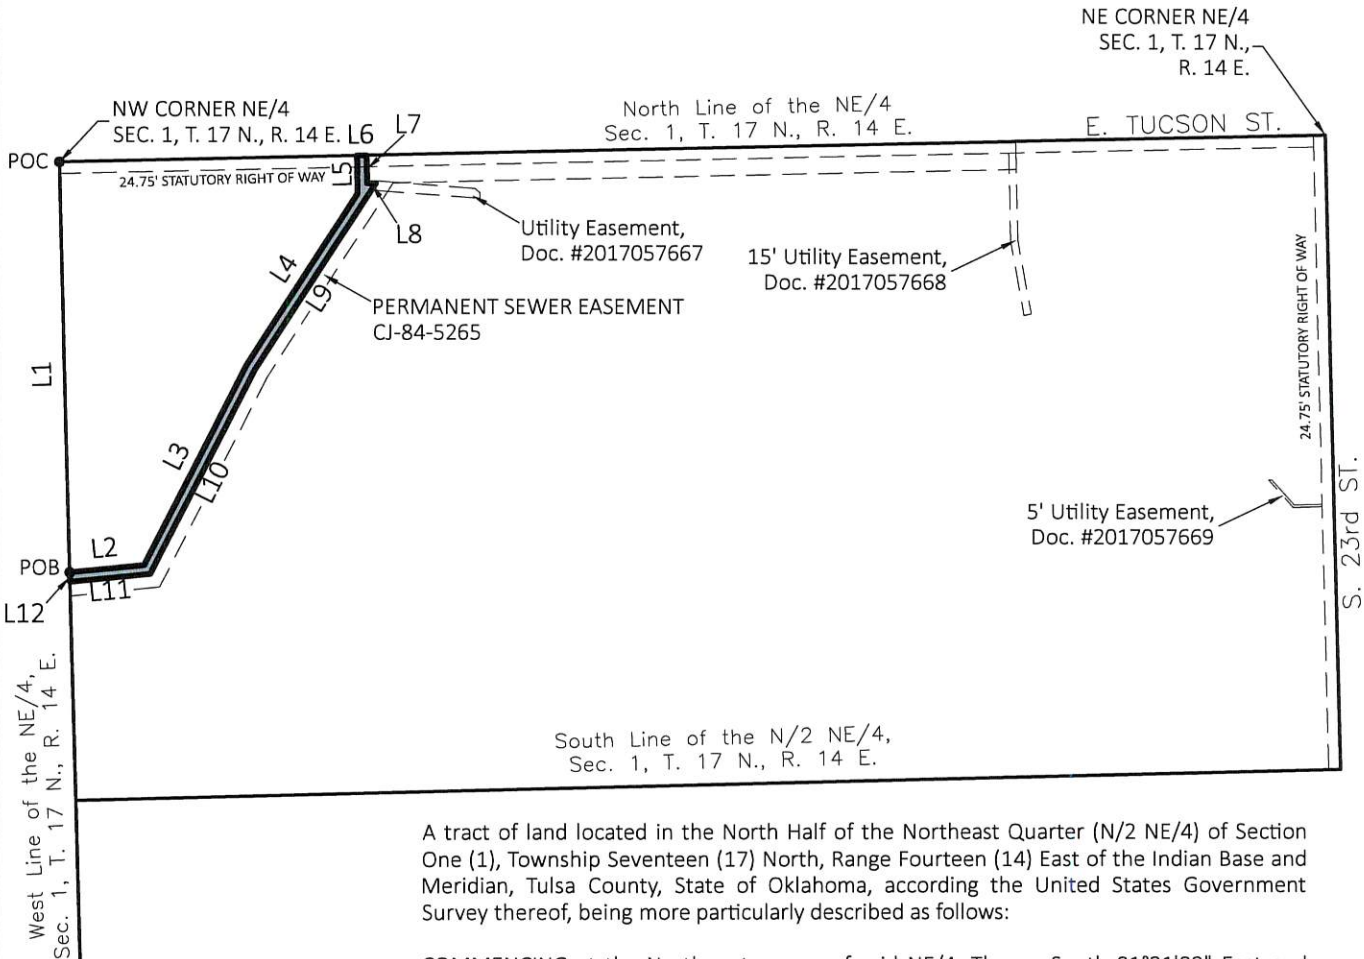 NE CORNER NE/4
SEC. 1, T. 17 N.,
R. 14 E.
NW CORNER NE/4
SEC. 1, T. 17 N., R. 14 E.
L6
L7
North Line of the NE/4
Sec. 1, T. 17 N., R. 14 E.
E. TUCSON ST.
POC
24.75' STATUTORY RIGHT OF WAY
L5
L8
Utility Easement,
Doc. #2017057667
15' Utility Easement,
Doc. #2017057668
L4
L9
PERMANENT SEWER EASEMENT
CJ-84-5265
L1
24.75' STATUTORY RIGHT OF WAY
L3
L10
5' Utility Easement,
Doc. #2017057669
S. 23rd ST.
L2
POB
L11
L12
West Line of the NE/4,
Sec. 1, T. 17 N., R. 14 E.
South Line of the N/2 NE/4,
Sec. 1, T. 17 N., R. 14 E.
A tract of land located in the North Half of the Northeast Quarter (N/2 NE/4) of Section
One (1), Township Seventeen (17) North, Range Fourteen (14) East of the Indian Base and
Meridian, Tulsa County, State of Oklahoma, according the United States Government
Survey thereof, being more particularly described as follows: